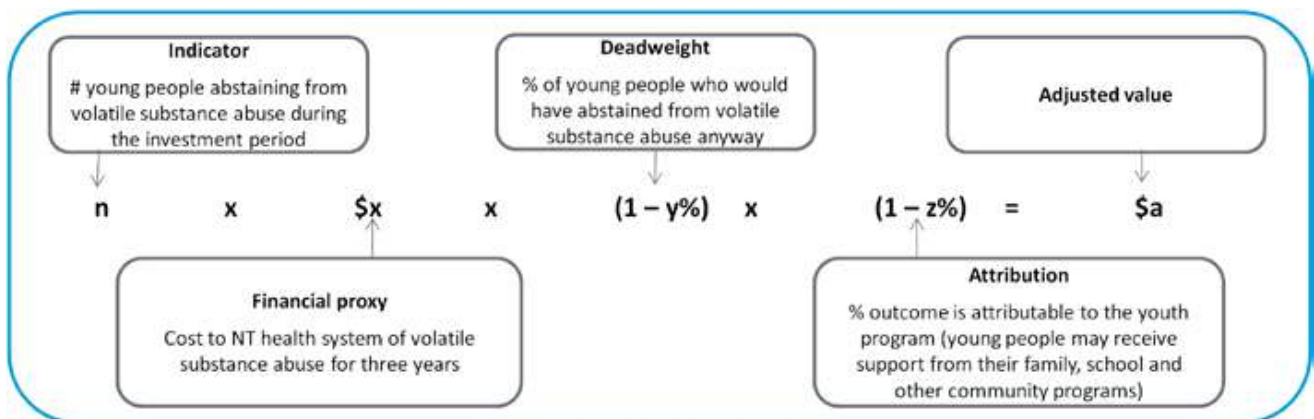 Indicator
# young people abstaining from
volatile substance abuse during
the investment period
Deadweight
% of young people who would
have abstained from volatile
substance abuse anyway
Adjusted value
n x $x x (1 – y%) x (1 – z%) = $a
Financial proxy
Cost to NT health system of volatile
substance abuse for three years
Attribution
% outcome is attributable to the youth
program (young people may receive
support from their family, school and
other community programs)